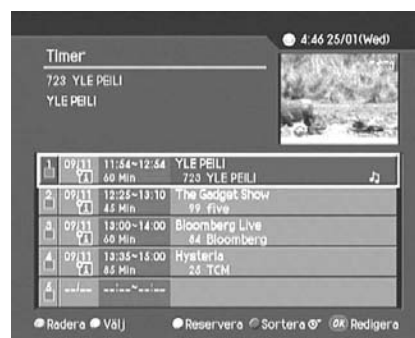 4:46 25/01(Wed)
Timer
723 YLE PEILI
YLE PEILI
1 09/11 11:54~12:54 YLE PEILI
60 Min 723 YLE PEILI
2 09/11 12:25~13:10 The Gadget Show
45 Min 99 five
3 09/11 13:00~14:00 Bloomberg Live
60 Min 84 Bloomberg
4 09/11 13:35~15:00 Hysteria
85 Min 25 TCM
5 --/-- --:--~--:--
Radera Välj Reservera Sortera OK Redigera